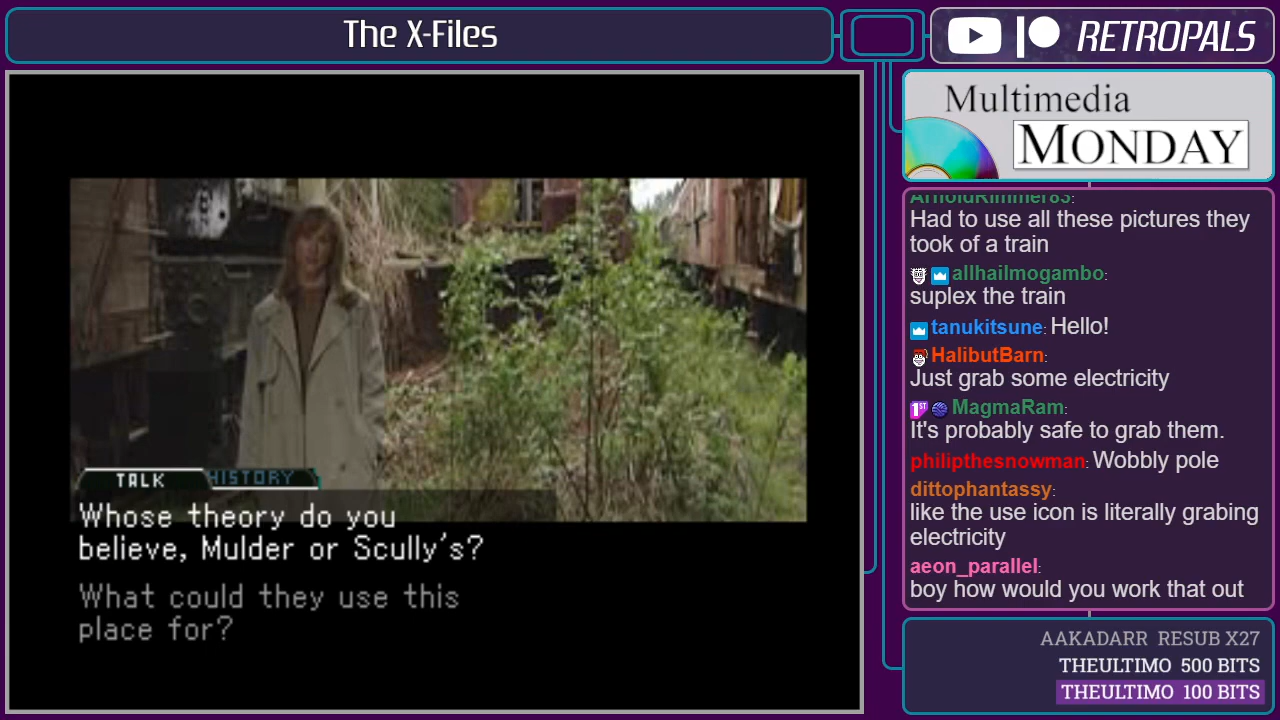 The X-Files
RETROPALS
Multimedia
MONDAY
ArnoldRimmer83:
Had to use all these pictures they
took of a train
allhailmogambo:
suplex the train
tanukitsune: Hello!
HalibutBarn:
Just grab some electricity
1ST MagmaRam:
It's probably safe to grab them.
philipthesnowman: Wobbly pole
dittophantassy:
like the use icon is literally grabing
electricity
aeon_parallel:
boy how would you work that out
TALK HISTORY
Whose theory do you
believe, Mulder or Scully's?
What could they use this
place for?
AAKADARR RESUB X27
THEULTIMO 500 BITS
THEULTIMO 100 BITS